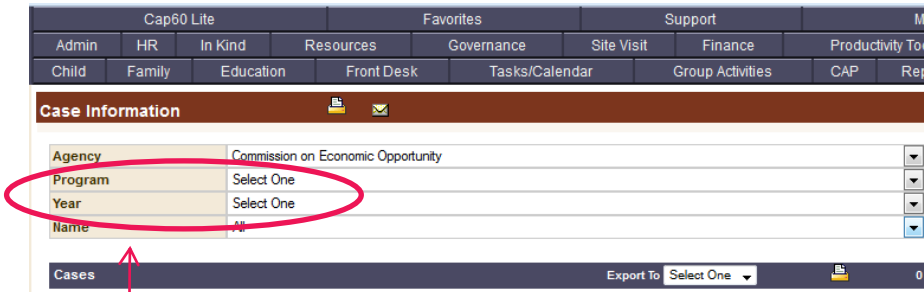 Cap60 Lite Favorites Support
Admin HR In Kind Resources Governance Site Visit Finance Productivity
Child Family Education Front Desk Tasks/Calendar Group Activities CAP
Case Information
Agency Commission on Economic Opportunity
Program Select One
Year Select One
Name All
Cases Export To Select One 0